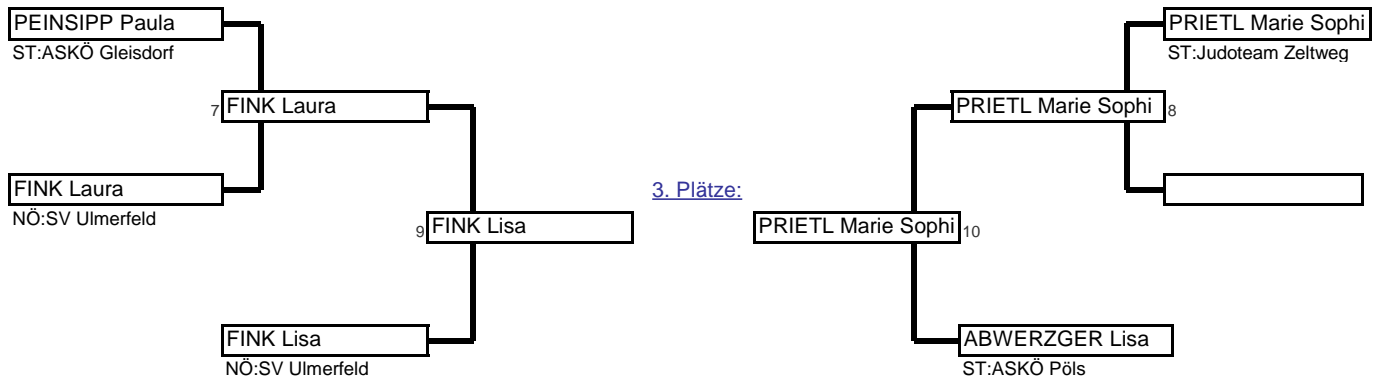 PEINSIPP Paula
ST:ASKÖ Gleisdorf
7 FINK Laura
FINK Laura
NÖ:SV Ulmerfeld
9 FINK Lisa
FINK Lisa
NÖ:SV Ulmerfeld
3. Plätze:
PRIETL Marie Sophi
ST:Judoteam Zeltweg
PRIETL Marie Sophi 8
PRIETL Marie Sophi 10
ABWERZGER Lisa
ST:ASKÖ Pöls